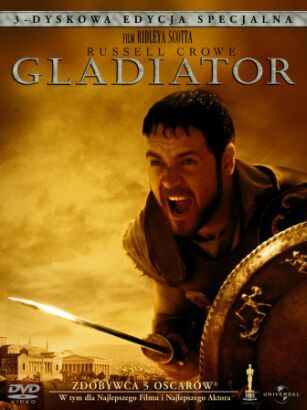 3-DYSKOWA EDYCJA SPECJALNA
FILM RIDLEYA SCOTTA
RUSSELL CROWE
GLADIATOR
ZDOBYWCA 5 OSCARÓW
W tym dla Najlepszego Filmu i Najlepszego Aktora
DVD
VIDEO
UNIVERSAL